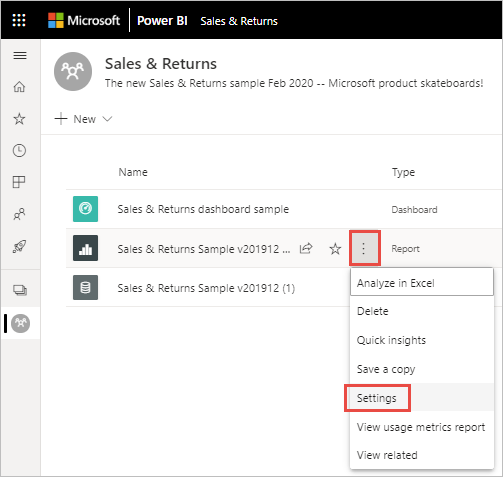 Microsoft Power BI Sales & Returns
Sales & Returns
The new Sales & Returns sample Feb 2020 -- Microsoft product skateboards!
New
Name Type
Sales & Returns dashboard sample Dashboard
Sales & Returns Sample v201912 ... Report
Sales & Returns Sample v201912 (1)
Analyze in Excel
Delete
Quick insights
Save a copy
Settings
View usage metrics report
View related